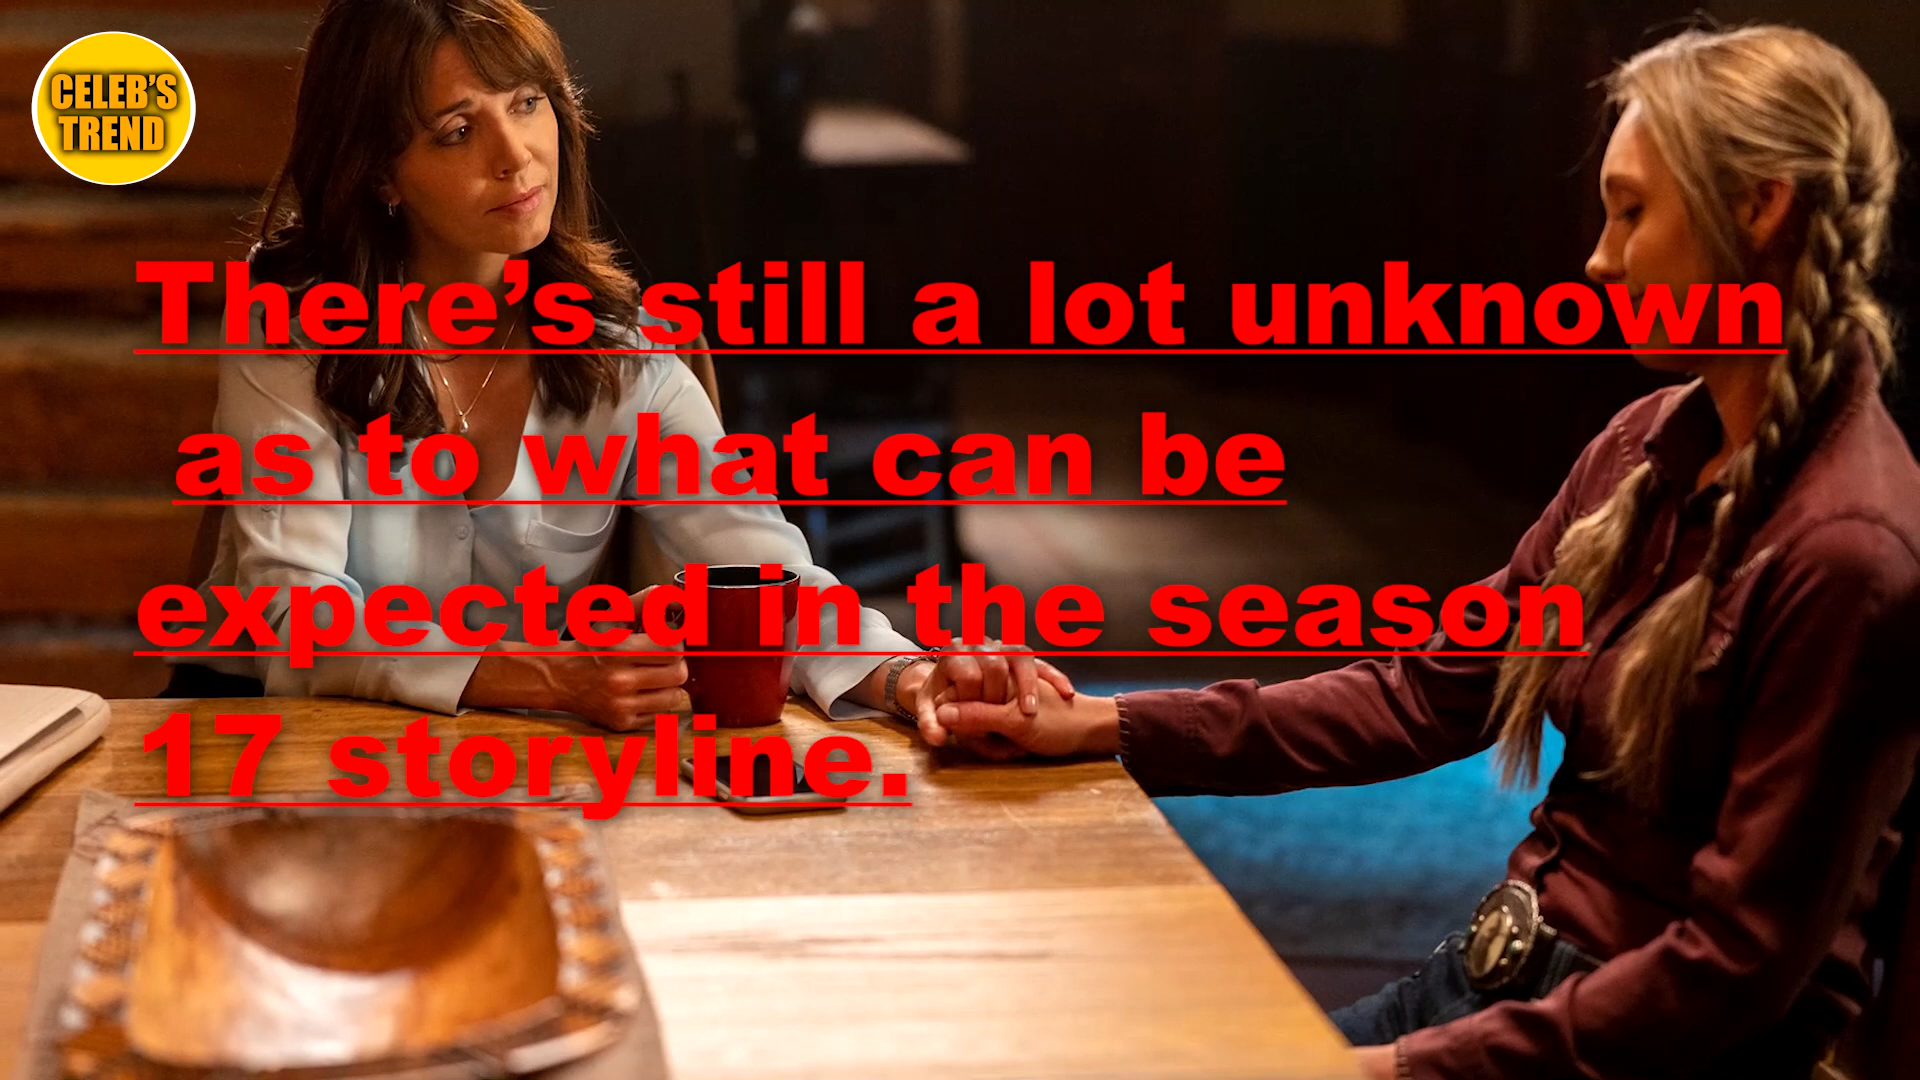 CELEB'S
TREND
There's still a lot unknown
as to what can be
expected in the season
17 storyline.